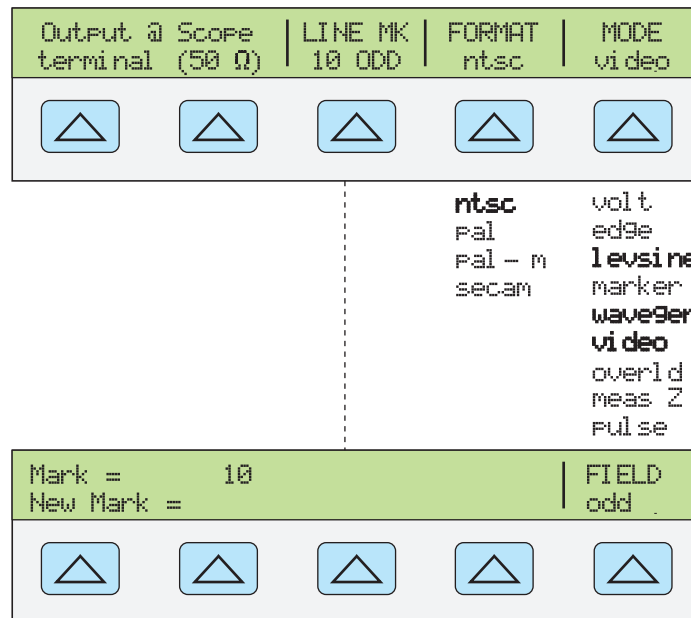 Output @ Scope LINE MK FORMAT MODE
terminal (50 Ω) 10 ODD ntsc video
ntsc
pal
pal - m
secam
volt
edge
levsine
marker
wavegen
video
overld
meas Z
pulse
Mark = 10
New Mark =
FIELD
odd